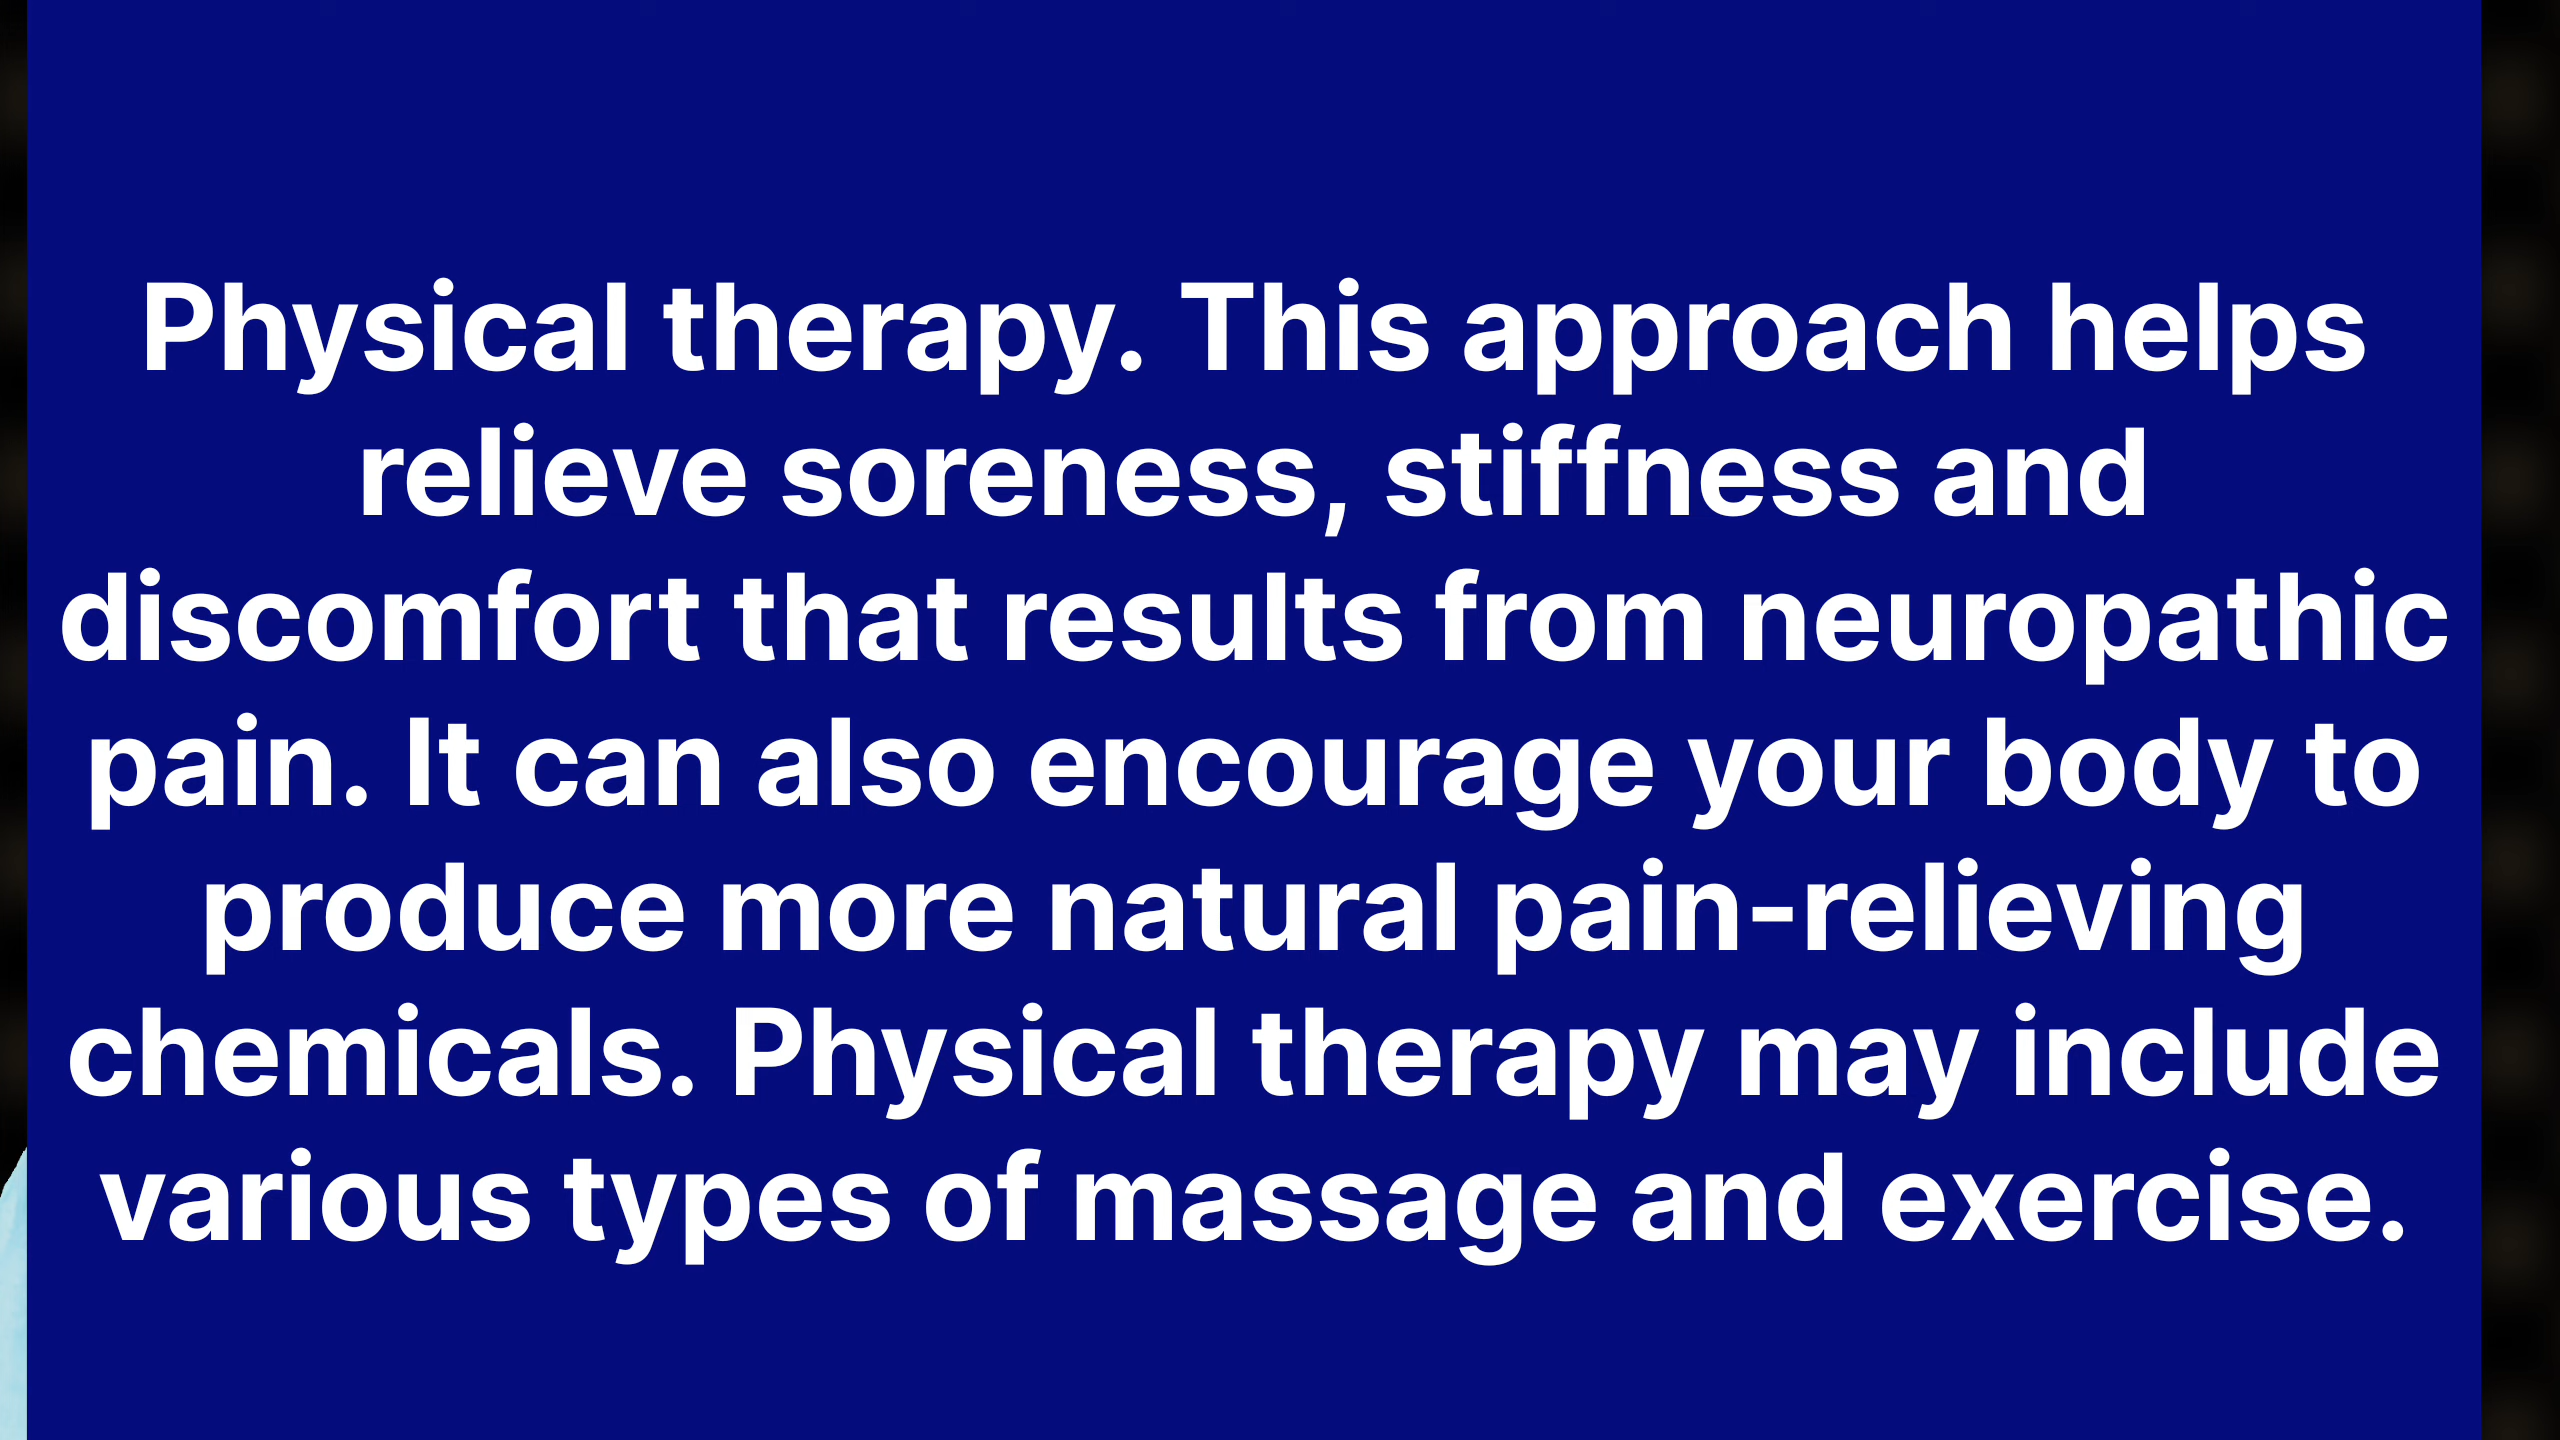 Physical therapy. This approach helps
relieve soreness, stiffness and
discomfort that results from neuropathic
pain. It can also encourage your body to
produce more natural pain-relieving
chemicals. Physical therapy may include
various types of massage and exercise.